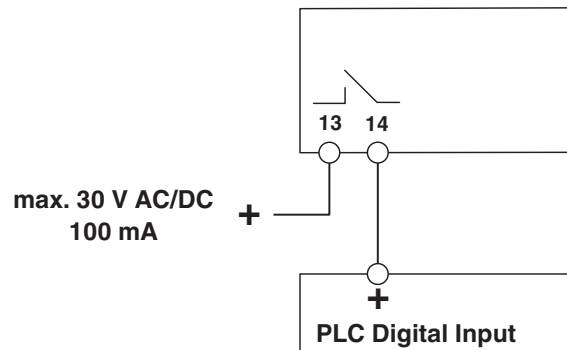 13 14
max. 30 V AC/DC
+
100 mA
+
PLC Digital Input